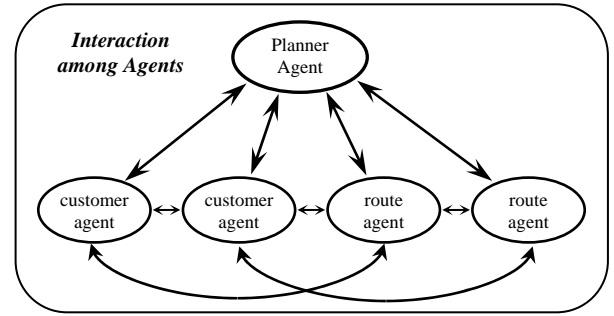 Interaction
among Agents
Planner
Agent
customer
agent
customer
agent
route
agent
route
agent